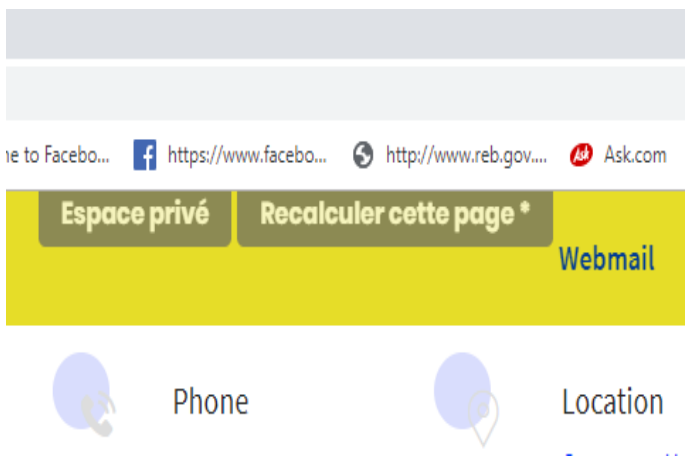 ne to Facebo... https://www.facebo... http://www.reb.gov.... Ask Ask.com
Espace privé Recalculer cette page *
Webmail
Phone Location